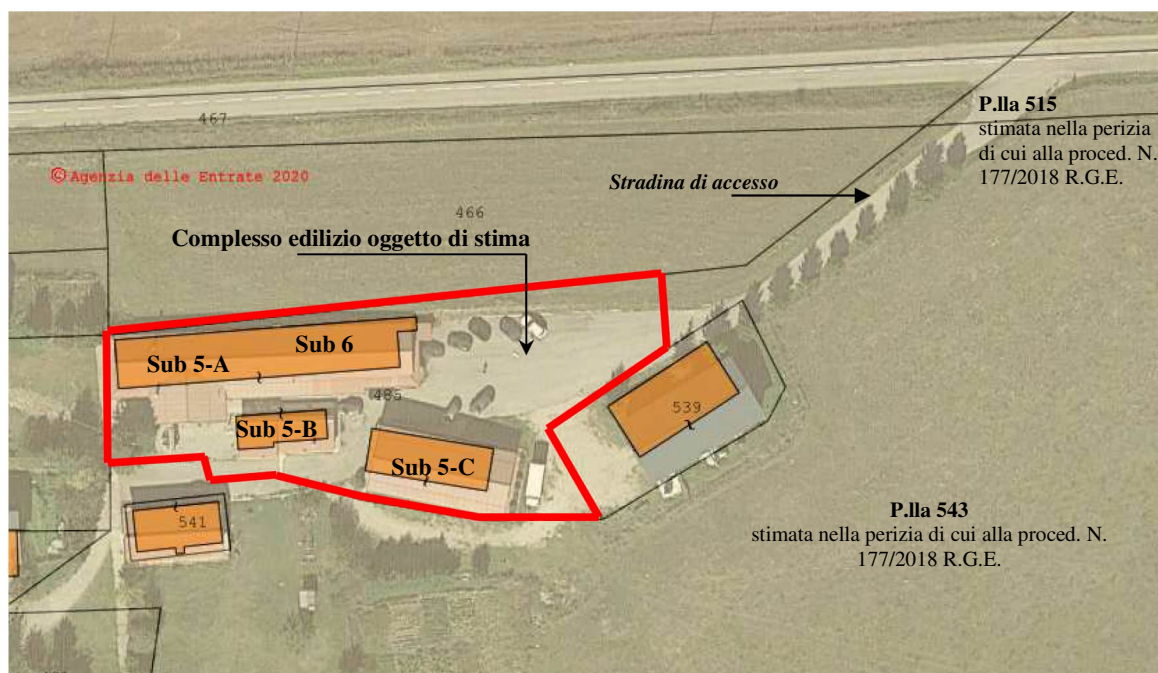 467
P.lla 515
stimata nella perizia
di cui alla proced. N.
177/2018 R.G.E.
© Agenzia delle Entrate 2020
Stradina di accesso
466
Complesso edilizio oggetto di stima
Sub 6
Sub 5-A
485
539
Sub 5-B
Sub 5-C
P.lla 543
541
stimata nella perizia di cui alla proced. N.
177/2018 R.G.E.